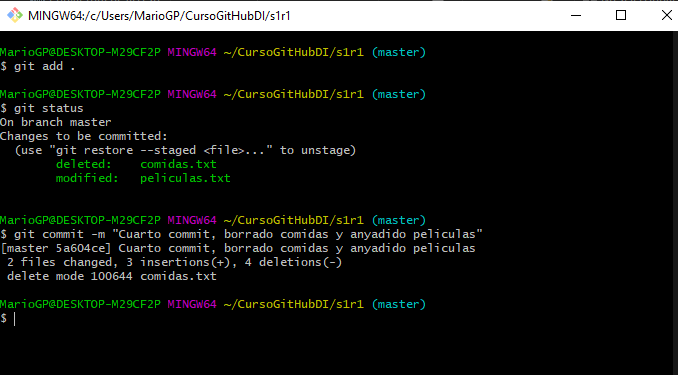 MINGW64:/c/Users/MarioGP/CursoGitHubDI/s1r1
MarioGP@DESKTOP-M29CF2P MINGW64 ~/CursoGitHubDI/s1r1 (master)
$ git add .
MarioGP@DESKTOP-M29CF2P MINGW64 ~/CursoGitHubDI/s1r1 (master)
$ git status
On branch master
Changes to be committed:
  (use "git restore --staged <file>..." to unstage)
        deleted:    comidas.txt
        modified:   peliculas.txt
MarioGP@DESKTOP-M29CF2P MINGW64 ~/CursoGitHubDI/s1r1 (master)
$ git commit -m "Cuarto commit, borrado comidas y anyadido peliculas"
[master 5a604ce] Cuarto commit, borrado comidas y anyadido peliculas
 2 files changed, 3 insertions(+), 4 deletions(-)
 delete mode 100644 comidas.txt
MarioGP@DESKTOP-M29CF2P MINGW64 ~/CursoGitHubDI/s1r1 (master)
$